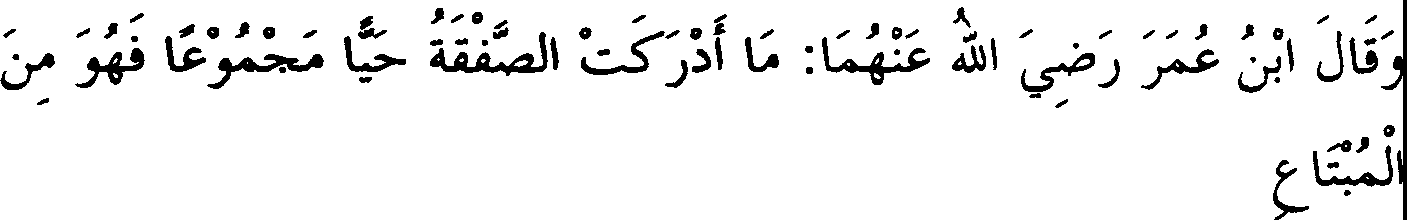 وَقَالَ ابْنُ عُمَرَ رَضِيَ اللهُ عَنْهُمَا: مَا أَدْرَكَتْ الصَّفْقَةُ حَيًّا مَجْمُوْعًا فَهُوَ مِنَ
الْمُبْتَاعِ